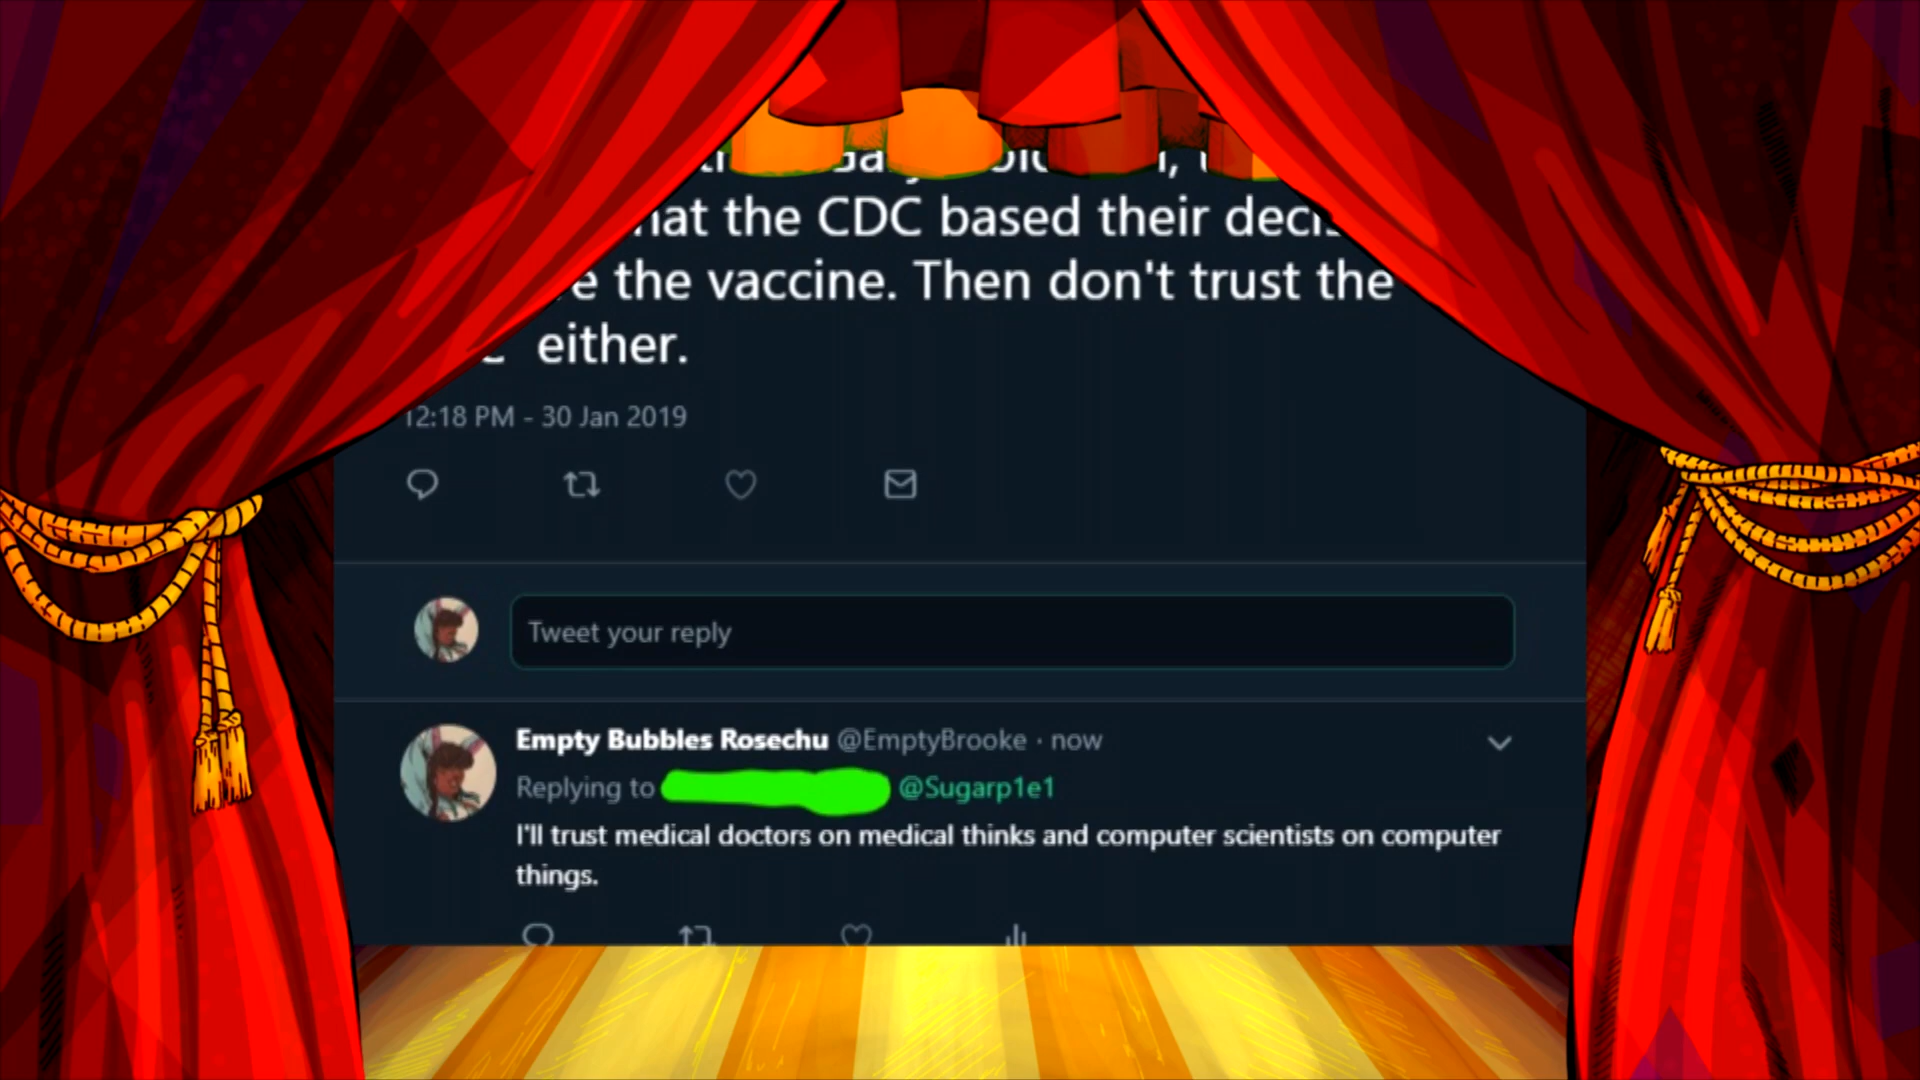 that the CDC based their
the vaccine. Then don't trust the
either.
12:18 PM - 30 Jan 2019
Tweet your reply
Empty Bubbles Rosechu @EmptyBrooke · now
Replying to @Sugarp1e1
I'll trust medical doctors on medical thinks and computer scientists on computer
things.